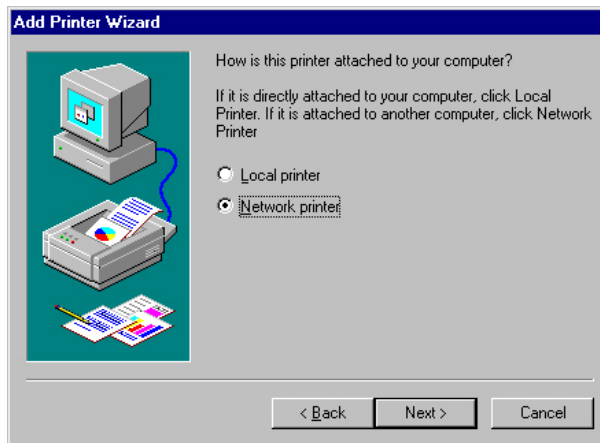 Add Printer Wizard
How is this printer attached to your computer?
If it is directly attached to your computer, click Local
Printer. If it is attached to another computer, click Network
Printer
Local printer
Network printer
< Back
Next >
Cancel